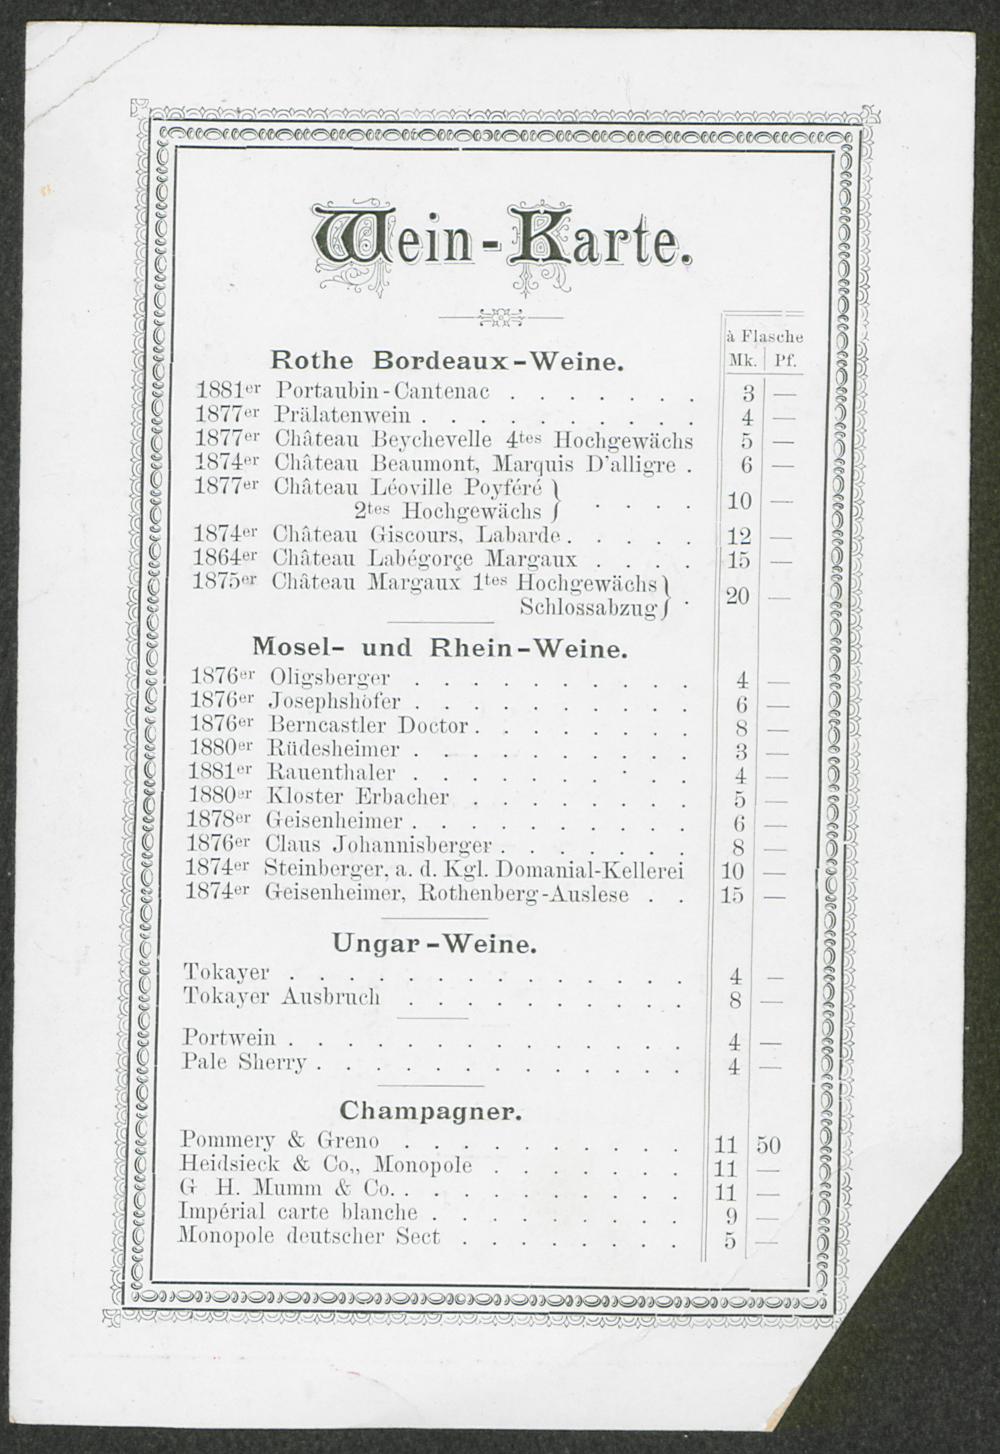 Wein-Karte.
à Flasche
Mk. Pf.
Rothe Bordeaux-Weine.
1881er Portaubin-Cantenac . . . . . . . 3 —
1877er Prälatenwein . . . . . . . . . . 4 —
1877er Château Beychevelle 4tes Hochgewächs 5 —
1874er Château Beaumont, Marquis D'alligre . 6 —
1877er Château Léoville Poyféré
2tes Hochgewächs . . . . 10 —
1874er Château Giscours, Labarde . . . . . 12 —
1864er Château Labégorçe Margaux . . . . 15 —
1875er Château Margaux 1tes Hochgewächs
Schlossabzug . 20 —
Mosel- und Rhein-Weine.
1876er Oligsberger . . . . . . . . . . 4 —
1876er Josephshöfer . . . . . . . . . . 6 —
1876er Berncastler Doctor . . . . . . . . 8 —
1880er Rüdesheimer . . . . . . . . . . 3 —
1881er Rauenthaler . . . . . . . . . . 4 —
1880er Kloster Erbacher . . . . . . . . 5 —
1878er Geisenheimer . . . . . . . . . . 6 —
1876er Claus Johannisberger . . . . . . . 8 —
1874er Steinberger, a. d. Kgl. Domanial-Kellerei 10 —
1874er Geisenheimer, Rothenberg-Auslese . . 15 —
Ungar-Weine.
Tokayer . . . . . . . . . . . . . . 4 —
Tokayer Ausbruch . . . . . . . . . . 8 —
Portwein . . . . . . . . . . . . . . 4 —
Pale Sherry . . . . . . . . . . . . . 4 —
Champagner.
Pommery & Greno . . . . . . . . . . 11 50
Heidsieck & Co,, Monopole . . . . . . . 11 —
G H. Mumm & Co. . . . . . . . . . . 11 —
Impérial carte blanche . . . . . . . . . 9 —
Monopole deutscher Sect . . . . . . . . 5 —